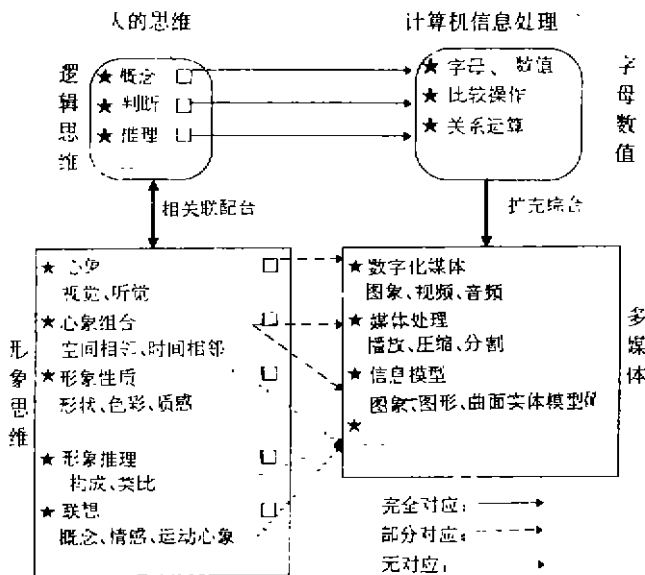 人的思维
计算机信息处理
逻辑思维
★ 概念
★ 判断
★ 推理
★ 字母、数值
★ 比较操作
★ 关系运算
字母数值
相关联配合
扩充综合
形象思维
★ 心象
视觉、听觉
★ 心象组合
空间相邻、时间相邻
★ 形象性质
形状、色彩、质感
★ 形象推理
构成、类比
★ 联想
概念、情感、运动心象
★ 数字化媒体
图象、视频、音频
★ 媒体处理
播放、压缩、分割
★ 信息模型
图象、图形、曲面实体模型
★
多媒体
完全对应：
部分对应：
无对应：